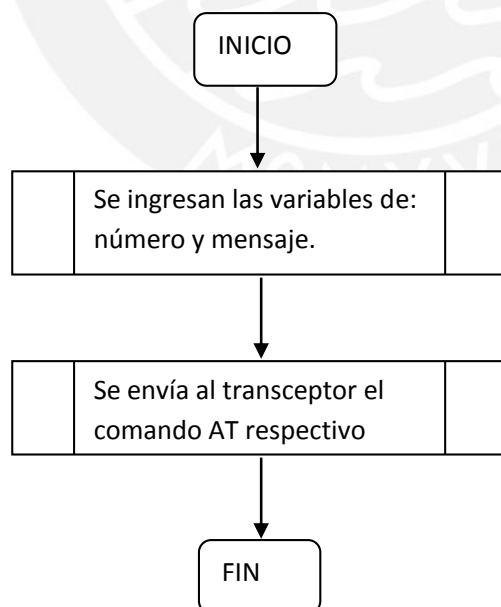 INICIO
Se ingresan las variables de:
número y mensaje.
Se envía al transceptor el
comando AT respectivo
FIN